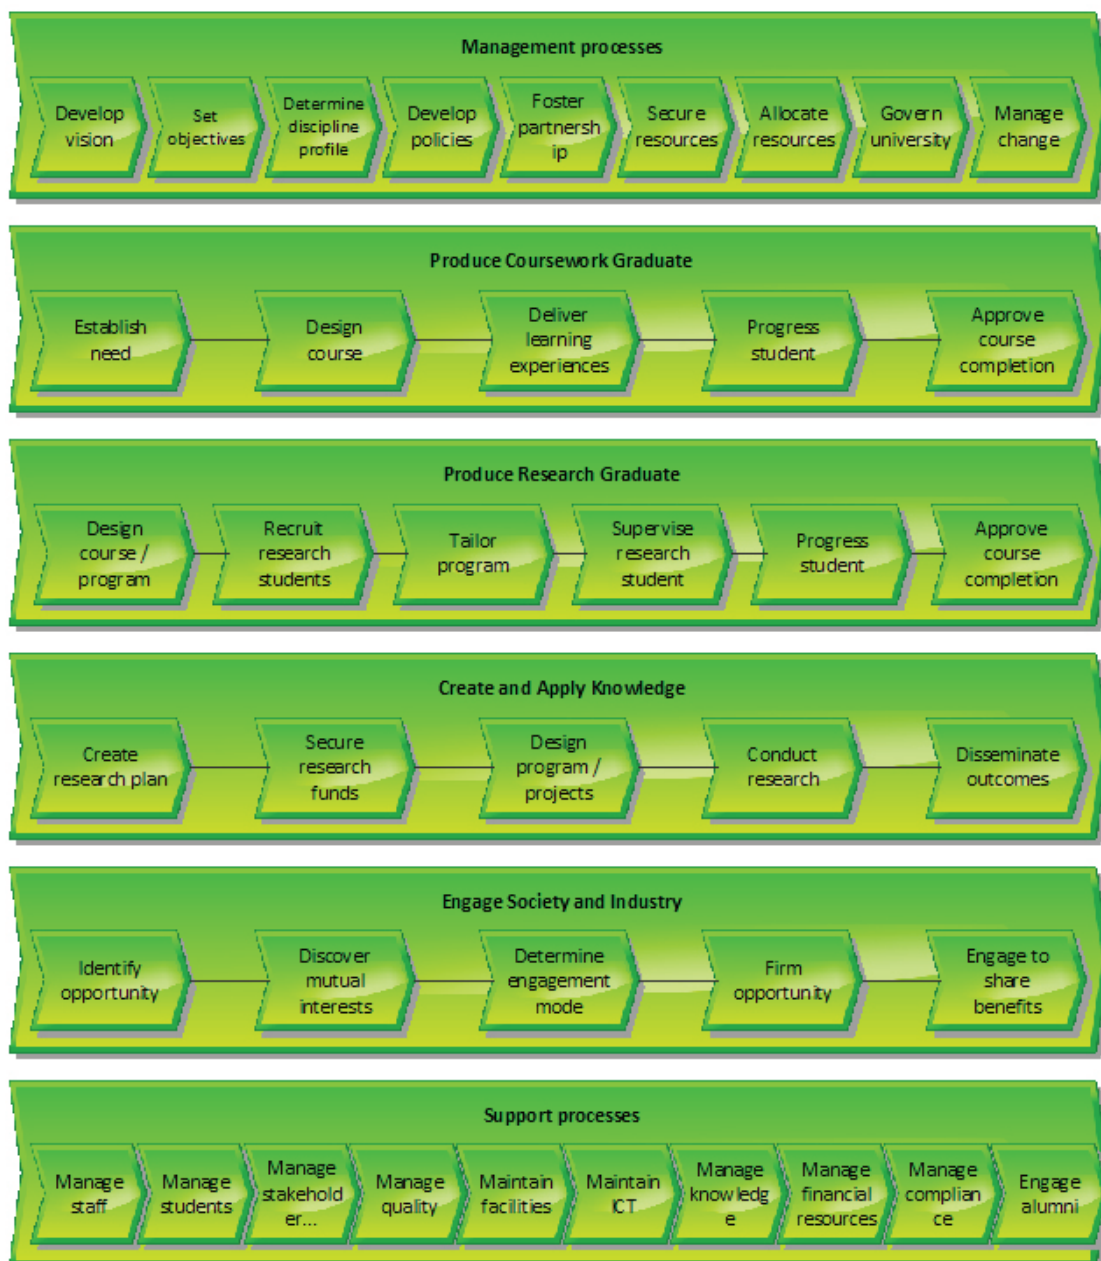 Management processes
Develop
vision
Set
objectives
Determine
discipline
profile
Develop
policies
Foster
partnersh
ip
Secure
resources
Allocate
resources
Govern
university
Manage
change
Produce Coursework Graduate
Establish
need
Design
course
Deliver
learning
experiences
Progress
student
Approve
course
completion
Produce Research Graduate
Design
course /
program
Recruit
research
students
Tailor
program
Supervise
research
student
Progress
student
Approve
course
completion
Create and Apply Knowledge
Create
research plan
Secure
research
funds
Design
program /
projects
Conduct
research
Disseminate
outcomes
Engage Society and Industry
Identify
opportunity
Discover
mutual
interests
Determine
engagement
mode
Firm
opportunity
Engage to
share
benefits
Support processes
Manage
staff
Manage
students
Manage
stakehold
er...
Manage
quality
Maintain
facilities
Maintain
ICT
Manage
knowledg
e
Manage
financial
resources
Manage
complian
ce
Engage
alumni